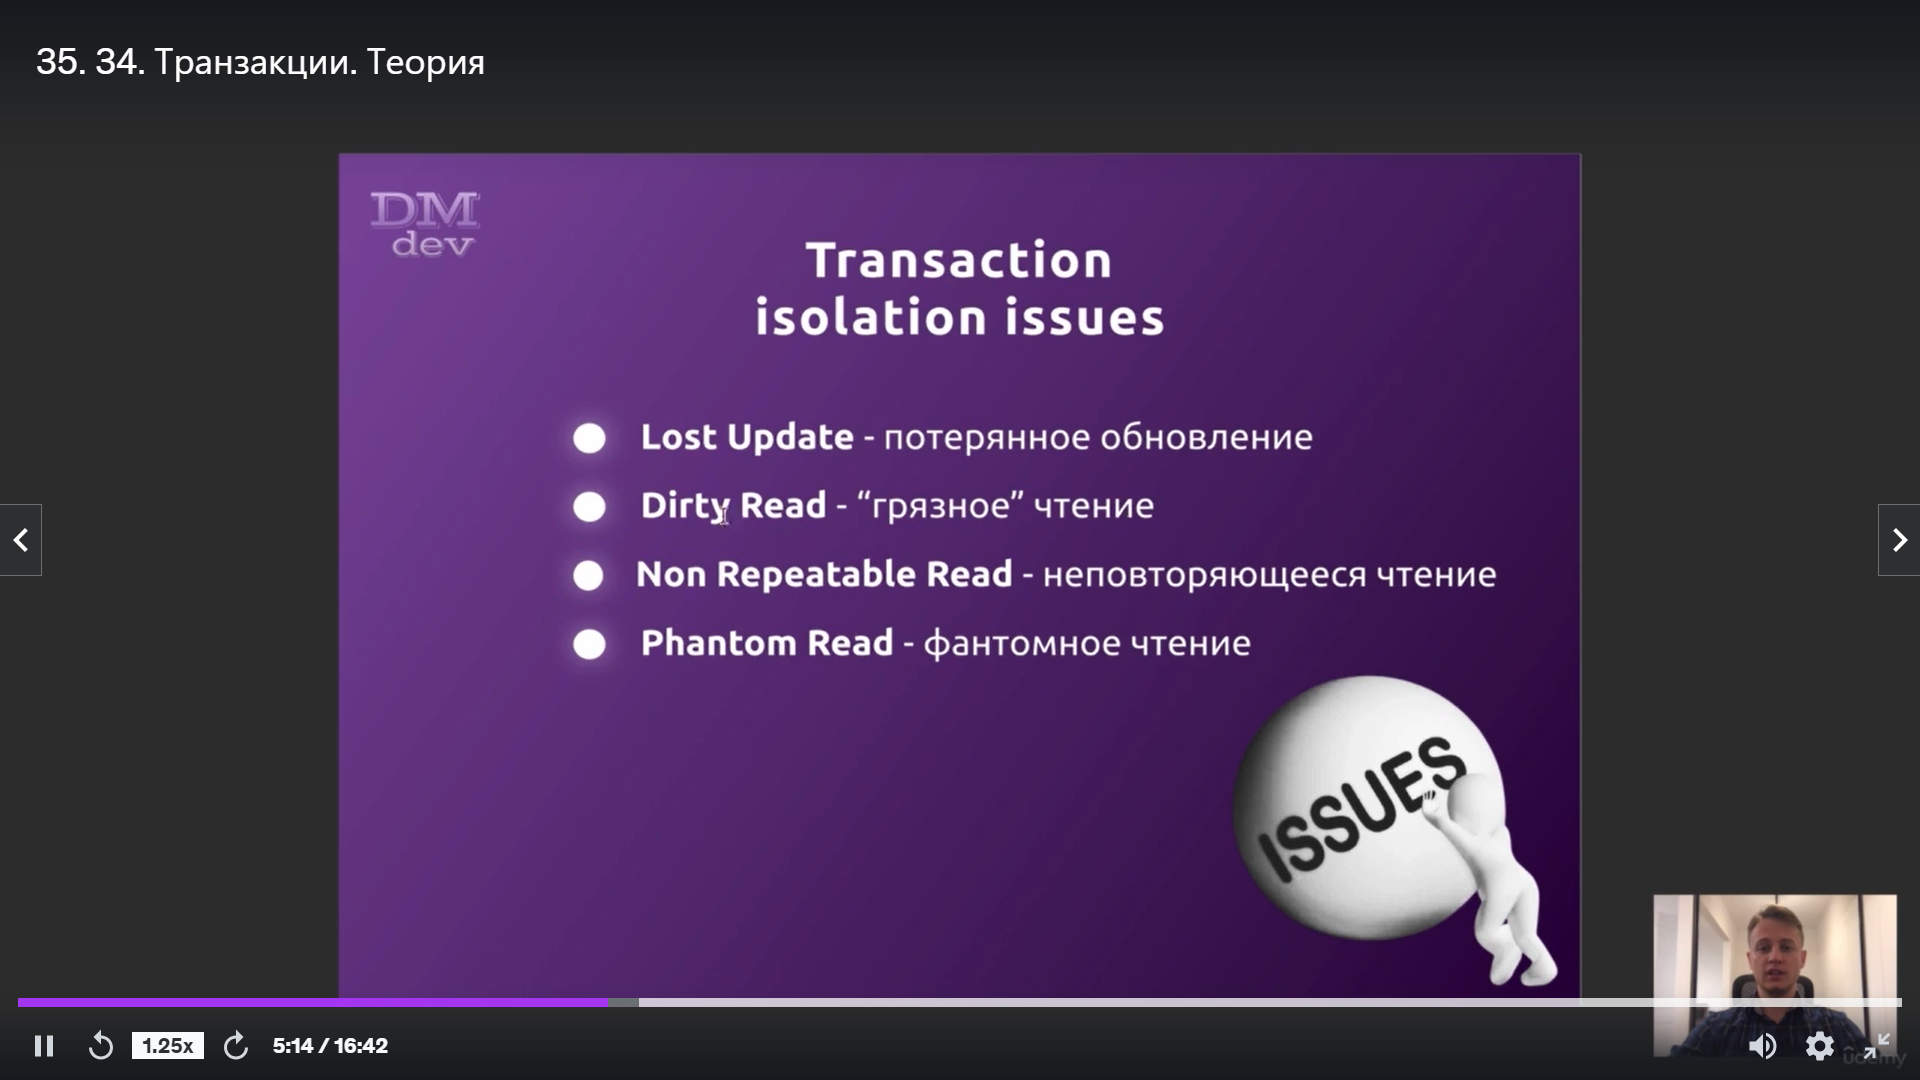 35. 34. Транзакции. Теория
DM
dev
Transaction
isolation issues
Lost Update - потерянное обновление
Dirty Read - “грязное” чтение
Non Repeatable Read - неповторяющееся чтение
Phantom Read - фантомное чтение
ISSUES
1.25x
5:14 / 16:42
ûdemy